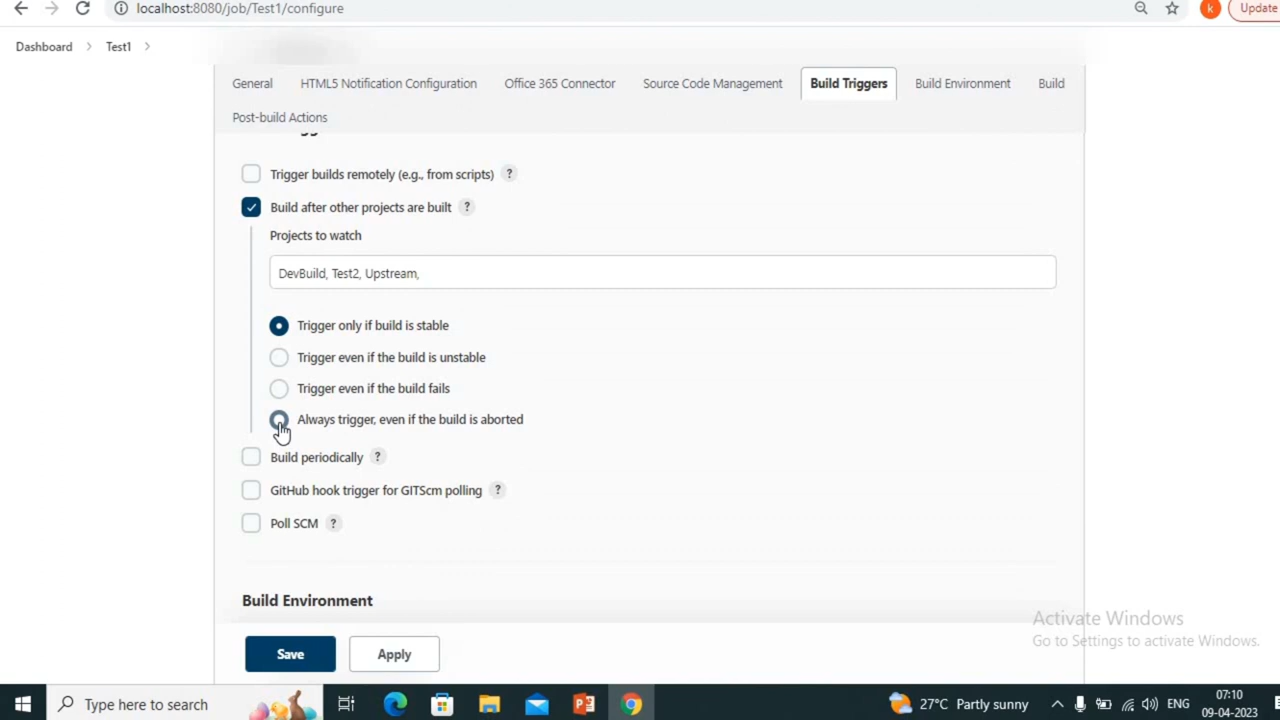 localhost:8080/job/Test1/configure
k
Update
Dashboard > Test1 >
General HTML5 Notification Configuration Office 365 Connector Source Code Management Build Triggers Build Environment Build
Post-build Actions
Trigger builds remotely (e.g., from scripts) ?
Build after other projects are built ?
Projects to watch
DevBuild, Test2, Upstream,
Trigger only if build is stable
Trigger even if the build is unstable
Trigger even if the build fails
Always trigger, even if the build is aborted
Build periodically ?
GitHub hook trigger for GITScm polling ?
Poll SCM ?
Build Environment
Activate Windows
Go to Settings to activate Windows.
Save Apply
Type here to search
27°C Partly sunny
ENG
07:10
09-04-2023